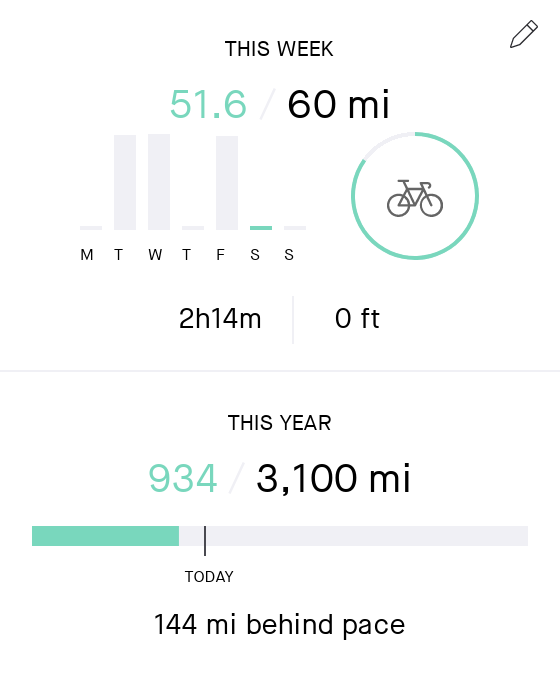 THIS WEEK
51.6 / 60 mi
M T W T F S S
2h14m 0 ft
THIS YEAR
934 / 3,100 mi
TODAY
144 mi behind pace